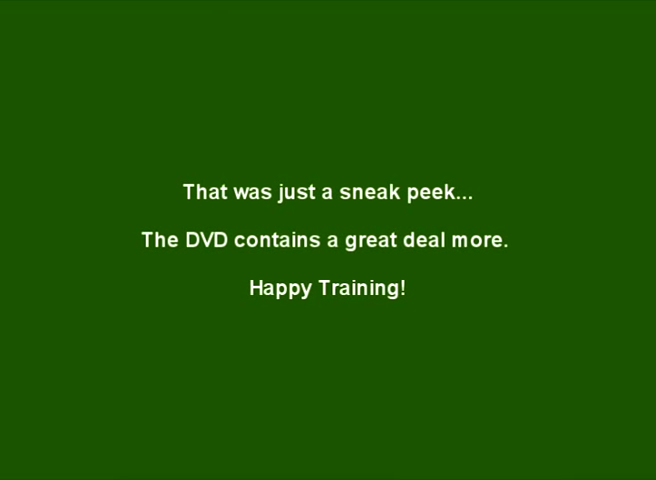 That was just a sneak peek...
The DVD contains a great deal more.
Happy Training!